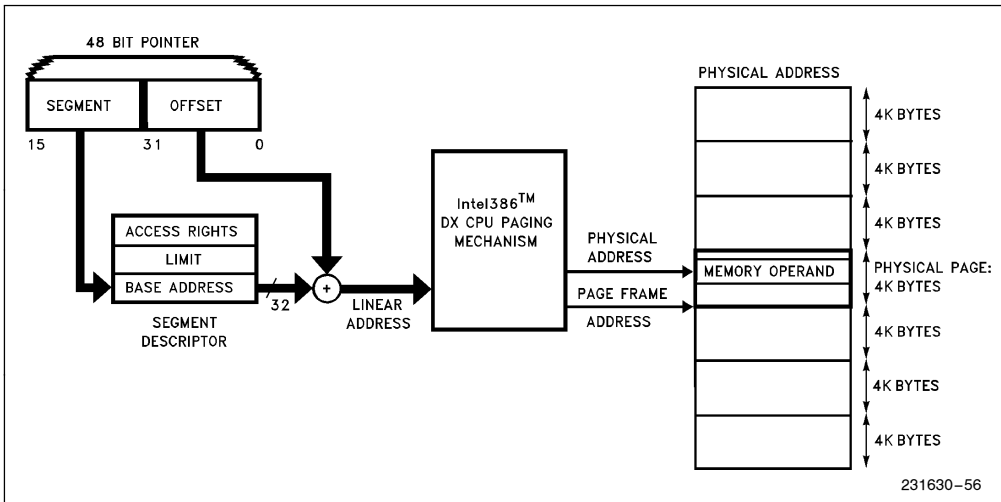 48 BIT POINTER
SEGMENT
OFFSET
15
31
0
ACCESS RIGHTS
LIMIT
BASE ADDRESS
SEGMENT
DESCRIPTOR
32
+
LINEAR
ADDRESS
Intel386™
DX CPU PAGING
MECHANISM
PHYSICAL
ADDRESS
PAGE FRAME
ADDRESS
PHYSICAL ADDRESS
4K BYTES
4K BYTES
4K BYTES
MEMORY OPERAND
PHYSICAL PAGE:
4K BYTES
4K BYTES
4K BYTES
4K BYTES
231630–56